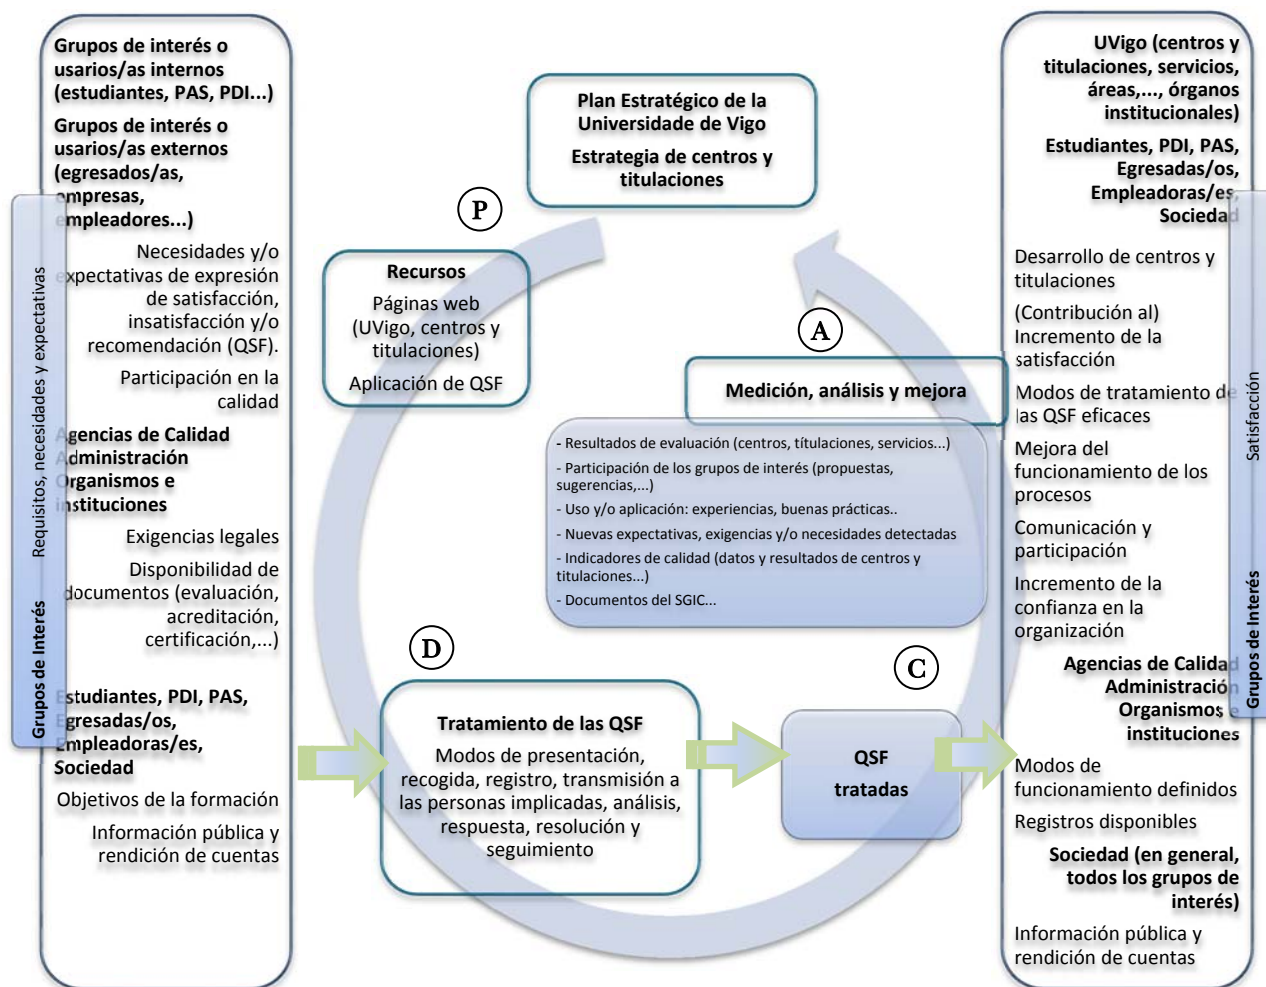 Grupos de interés o
usarios/as internos
(estudiantes, PAS, PDI...)
Grupos de interés o
usarios/as externos
(egresados/as,
empresas,
empleadores...)
Necesidades y/o
expectativas de expresión
de satisfacción,
insatisfacción y/o
recomendación (QSF).
Participación en la
calidad
Agencias de Calidad
Administración
Organismos e
instituciones
Exigencias legales
Disponibilidad de
documentos (evaluación,
acreditación,
certificación,...)
Estudiantes, PDI, PAS,
Egresadas/os,
Empleadoras/es,
Sociedad
Objetivos de la formación
Información pública y
rendición de cuentas
Grupos de Interés
Requisitos, necesidades y expectativas
Plan Estratégico de la
Universidade de Vigo
Estrategia de centros y
titulaciones
P
Recursos
Páginas web
(UVigo, centros y
titulaciones)
Aplicación de QSF
A
Medición, análisis y mejora
- Resultados de evaluación (centros, títulaciones, servicios...)
- Participación de los grupos de interés (propuestas,
sugerencias,...)
- Uso y/o aplicación: experiencias, buenas prácticas..
- Nuevas expectativas, exigencias y/o necesidades detectadas
- Indicadores de calidad (datos y resultados de centros y
titulaciones...)
- Documentos del SGIC...
D
Tratamiento de las QSF
Modos de presentación,
recogida, registro, transmisión a
las personas implicadas, análisis,
respuesta, resolución y
seguimiento
C
QSF
tratadas
UVigo (centros y
titulaciones, servicios,
áreas,..., órganos
institucionales)
Estudiantes, PDI, PAS,
Egresadas/os,
Empleadoras/es,
Sociedad
Desarrollo de centros y
titulaciones
(Contribución al)
Incremento de la
satisfacción
Modos de tratamiento de
las QSF eficaces
Mejora del
funcionamiento de los
procesos
Comunicación y
participación
Incremento de la
confianza en la
organización
Agencias de Calidad
Administración
Organismos e
instituciones
Modos de
funcionamiento definidos
Registros disponibles
Sociedad (en general,
todos los grupos de
interés)
Información pública y
rendición de cuentas
Grupos de Interés
Satisfacción